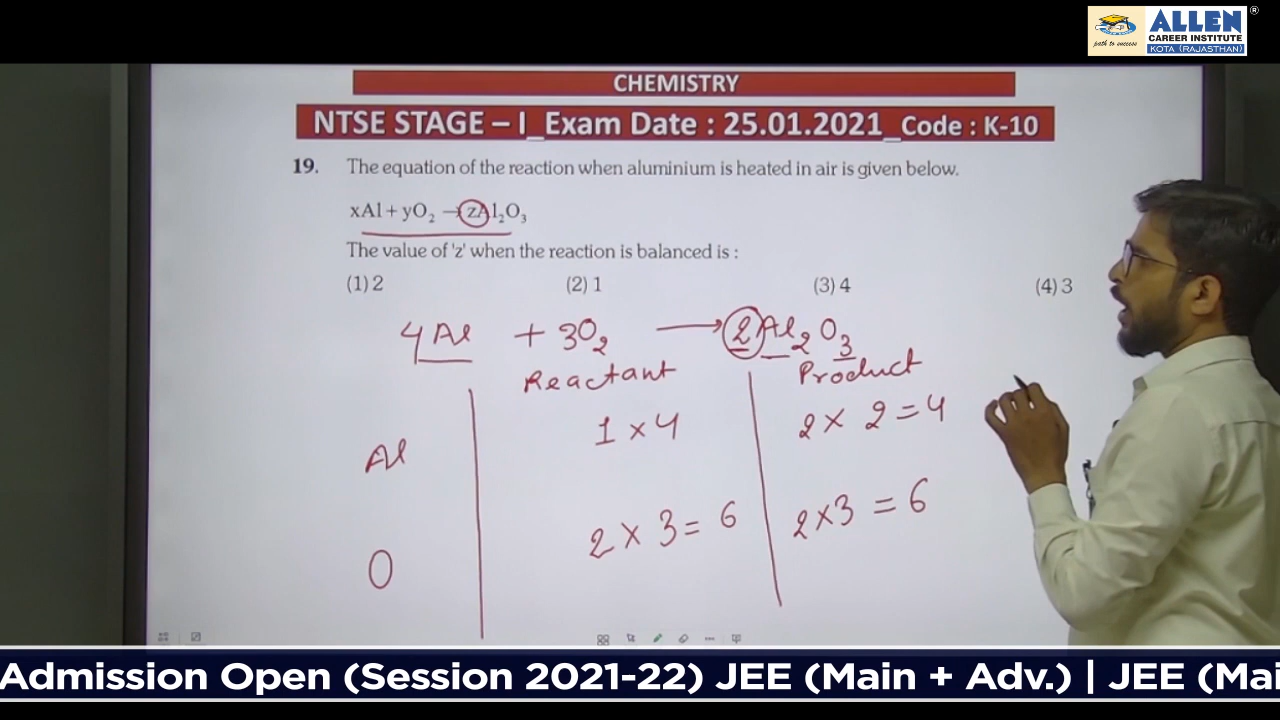 ALLEN
®
path to success
CAREER INSTITUTE
KOTA (RAJASTHAN)
CHEMISTRY
NTSE STAGE – I_Exam Date : 25.01.2021_Code : K-10
19. The equation of the reaction when aluminium is heated in air is given below.
xAl + yO₂ → zAl₂O₃
The value of 'z' when the reaction is balanced is :
(1) 2 (2) 1 (3) 4 (4) 3
4Al + 3O₂ → 2Al₂O₃
Reactant Product
Al 1 × 4 2 × 2 = 4
O 2 × 3 = 6 2 × 3 = 6
Admission Open (Session 2021-22) JEE (Main + Adv.) | JEE (Mai